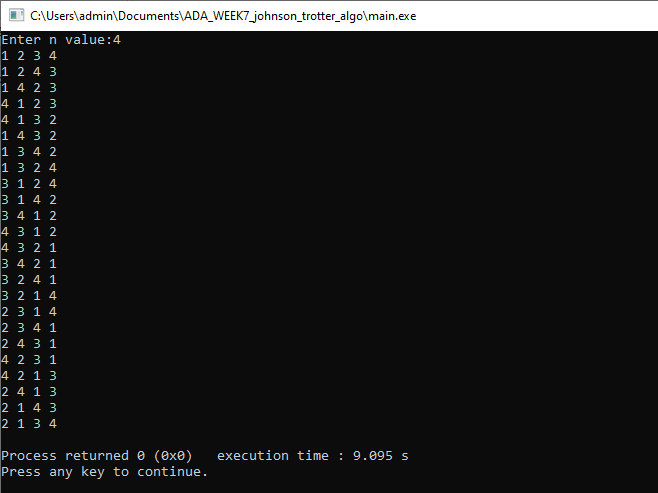 C:\Users\admin\Documents\ADA_WEEK7_johnson_trotter_algo\main.exe
Enter n value:4
1 2 3 4
1 2 4 3
1 4 2 3
4 1 2 3
4 1 3 2
1 4 3 2
1 3 4 2
1 3 2 4
3 1 2 4
3 1 4 2
3 4 1 2
4 3 1 2
4 3 2 1
3 4 2 1
3 2 4 1
3 2 1 4
2 3 1 4
2 3 4 1
2 4 3 1
4 2 3 1
4 2 1 3
2 4 1 3
2 1 4 3
2 1 3 4
Process returned 0 (0x0)   execution time : 9.095 s
Press any key to continue.